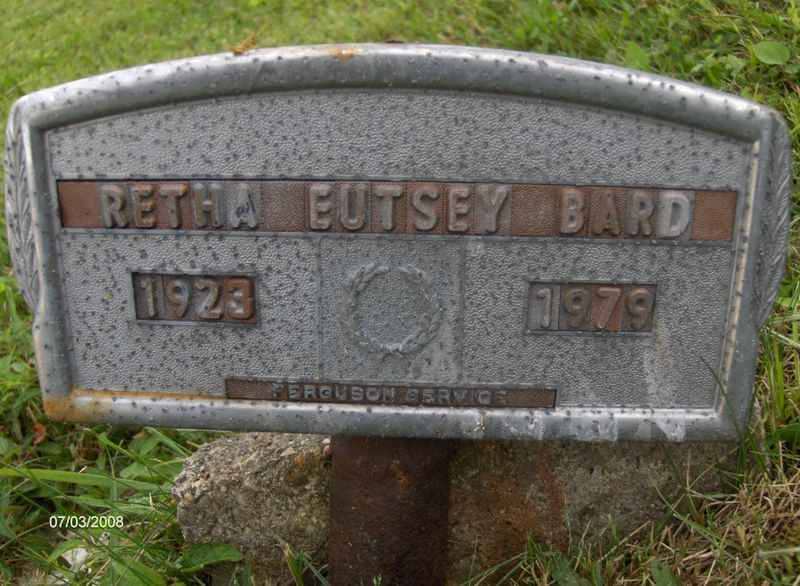 RETHA EUTSEY BARD
1923 1979
FERGUSON SERVICE
07/03/2008